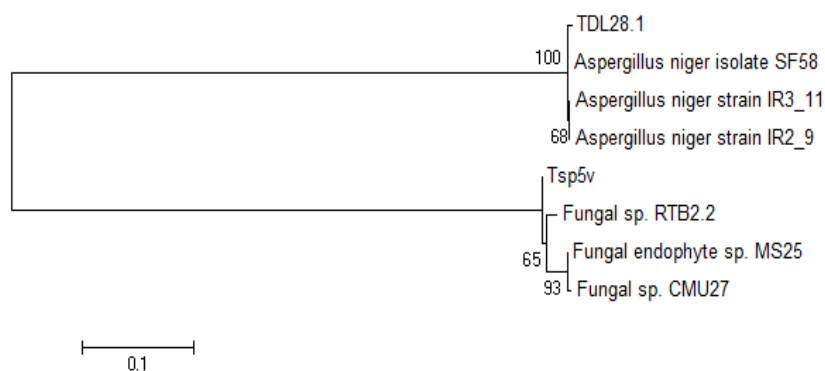 TDL28.1
100
Aspergillus niger isolate SF58
Aspergillus niger strain IR3_11
68
Aspergillus niger strain IR2_9
Tsp5v
Fungal sp. RTB2.2
65
Fungal endophyte sp. MS25
93
Fungal sp. CMU27
0.1